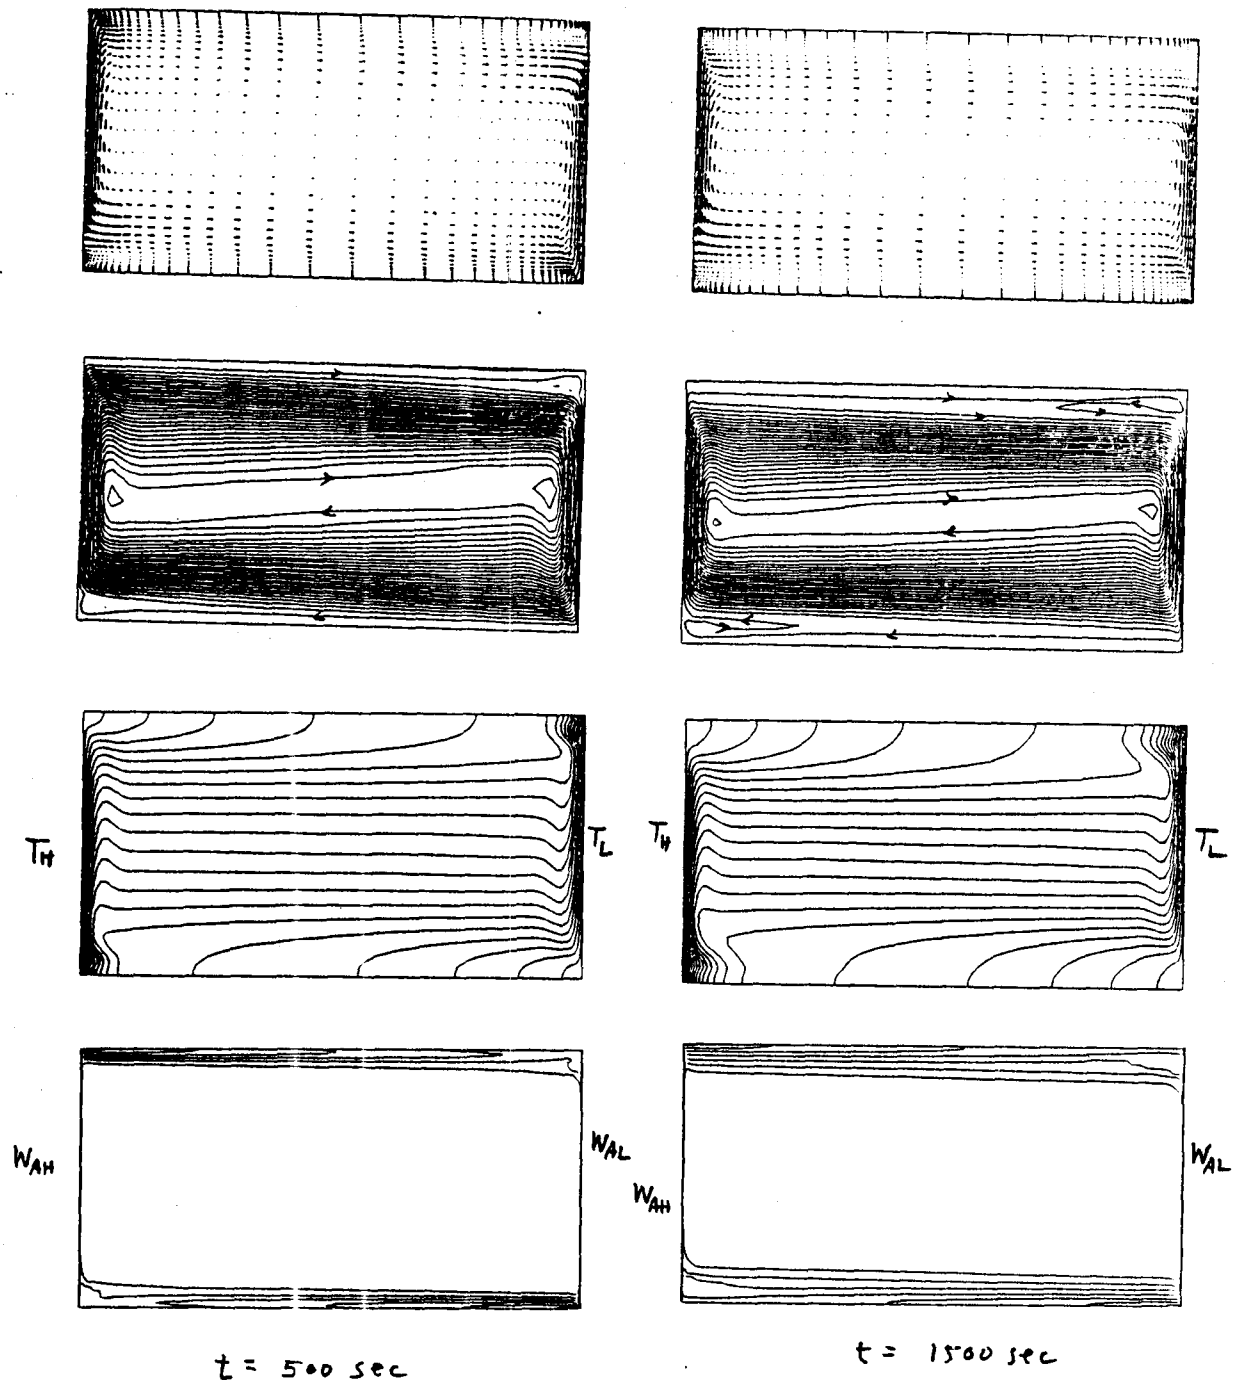 T_H T_L T_H T_L
W_AH W_AL W_AH W_AL
t = 500 sec t = 1500 sec